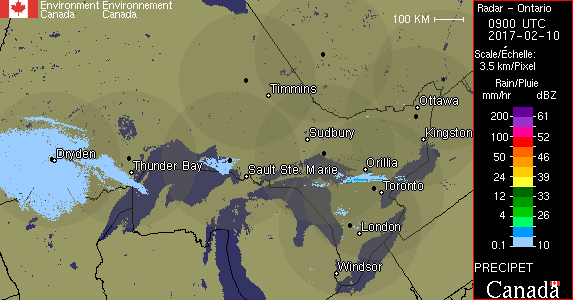 Environment Environnement
Canada Canada
100 KM
Timmins
Ottawa
Sudbury
Kingston
Dryden
Thunder Bay
Sault Ste. Marie
Orillia
Toronto
London
Windsor
Radar - Ontario
0900 UTC
2017-02-10
Scale/Échelle:
3.5 km/Pixel
Rain/Pluie
mm/hr dBZ
200 61
100 52
50 46
24 39
12 33
4 26
0.1 10
PRECIPET
Canada